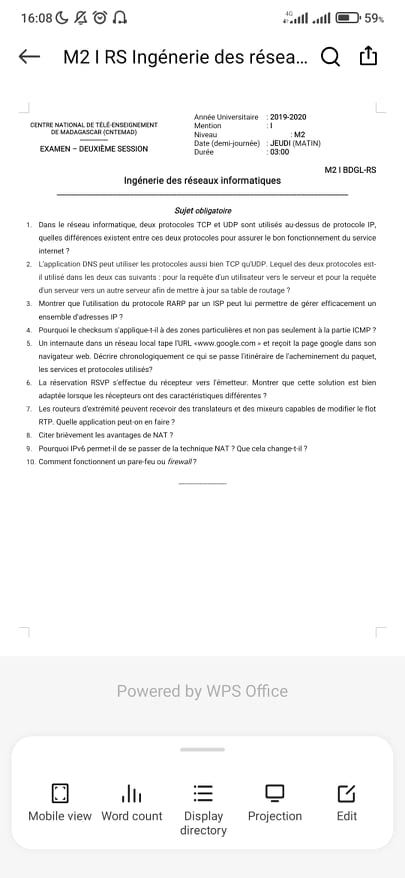 16:08
4G
59%
M2 I RS Ingénerie des résea...
CENTRE NATIONAL DE TÉLÉ-ENSEIGNEMENT
DE MADAGASCAR (CNTEMAD)
EXAMEN – DEUXIÈME SESSION
Année Universitaire : 2019-2020
Mention : I
Niveau : M2
Date (demi-journée) : JEUDI (MATIN)
Durée : 03:00
M2 I BDGL-RS
Ingénerie des réseaux informatiques
Sujet obligatoire
1. Dans le réseau informatique, deux protocoles TCP et UDP sont utilisés au-dessus de protocole IP,
quelles différences existent entre ces deux protocoles pour assurer le bon fonctionnement du service
internet ?
2. L'application DNS peut utiliser les protocoles aussi bien TCP qu'UDP. Lequel des deux protocoles est-
il utilisé dans les deux cas suivants : pour la requête d'un utilisateur vers le serveur et pour la requête
d'un serveur vers un autre serveur afin de mettre à jour sa table de routage ?
3. Montrer que l'utilisation du protocole RARP par un ISP peut lui permettre de gérer efficacement un
ensemble d'adresses IP ?
4. Pourquoi le checksum s'applique-t-il à des zones particulières et non pas seulement à la partie ICMP ?
5. Un internaute dans un réseau local tape l'URL «www.google.com » et reçoit la page google dans son
navigateur web. Décrire chronologiquement ce qui se passe l'itinéraire de l'acheminement du paquet,
les services et protocoles utilisés?
6. La réservation RSVP s'effectue du récepteur vers l'émetteur. Montrer que cette solution est bien
adaptée lorsque les récepteurs ont des caractéristiques différentes ?
7. Les routeurs d'extrémité peuvent recevoir des translateurs et des mixeurs capables de modifier le flot
RTP. Quelle application peut-on en faire ?
8. Citer brièvement les avantages de NAT ?
9. Pourquoi IPv6 permet-il de se passer de la technique NAT ? Que cela change-t-il ?
10. Comment fonctionnent un pare-feu ou firewall ?
Powered by WPS Office
Mobile view
Word count
Display
directory
Projection
Edit